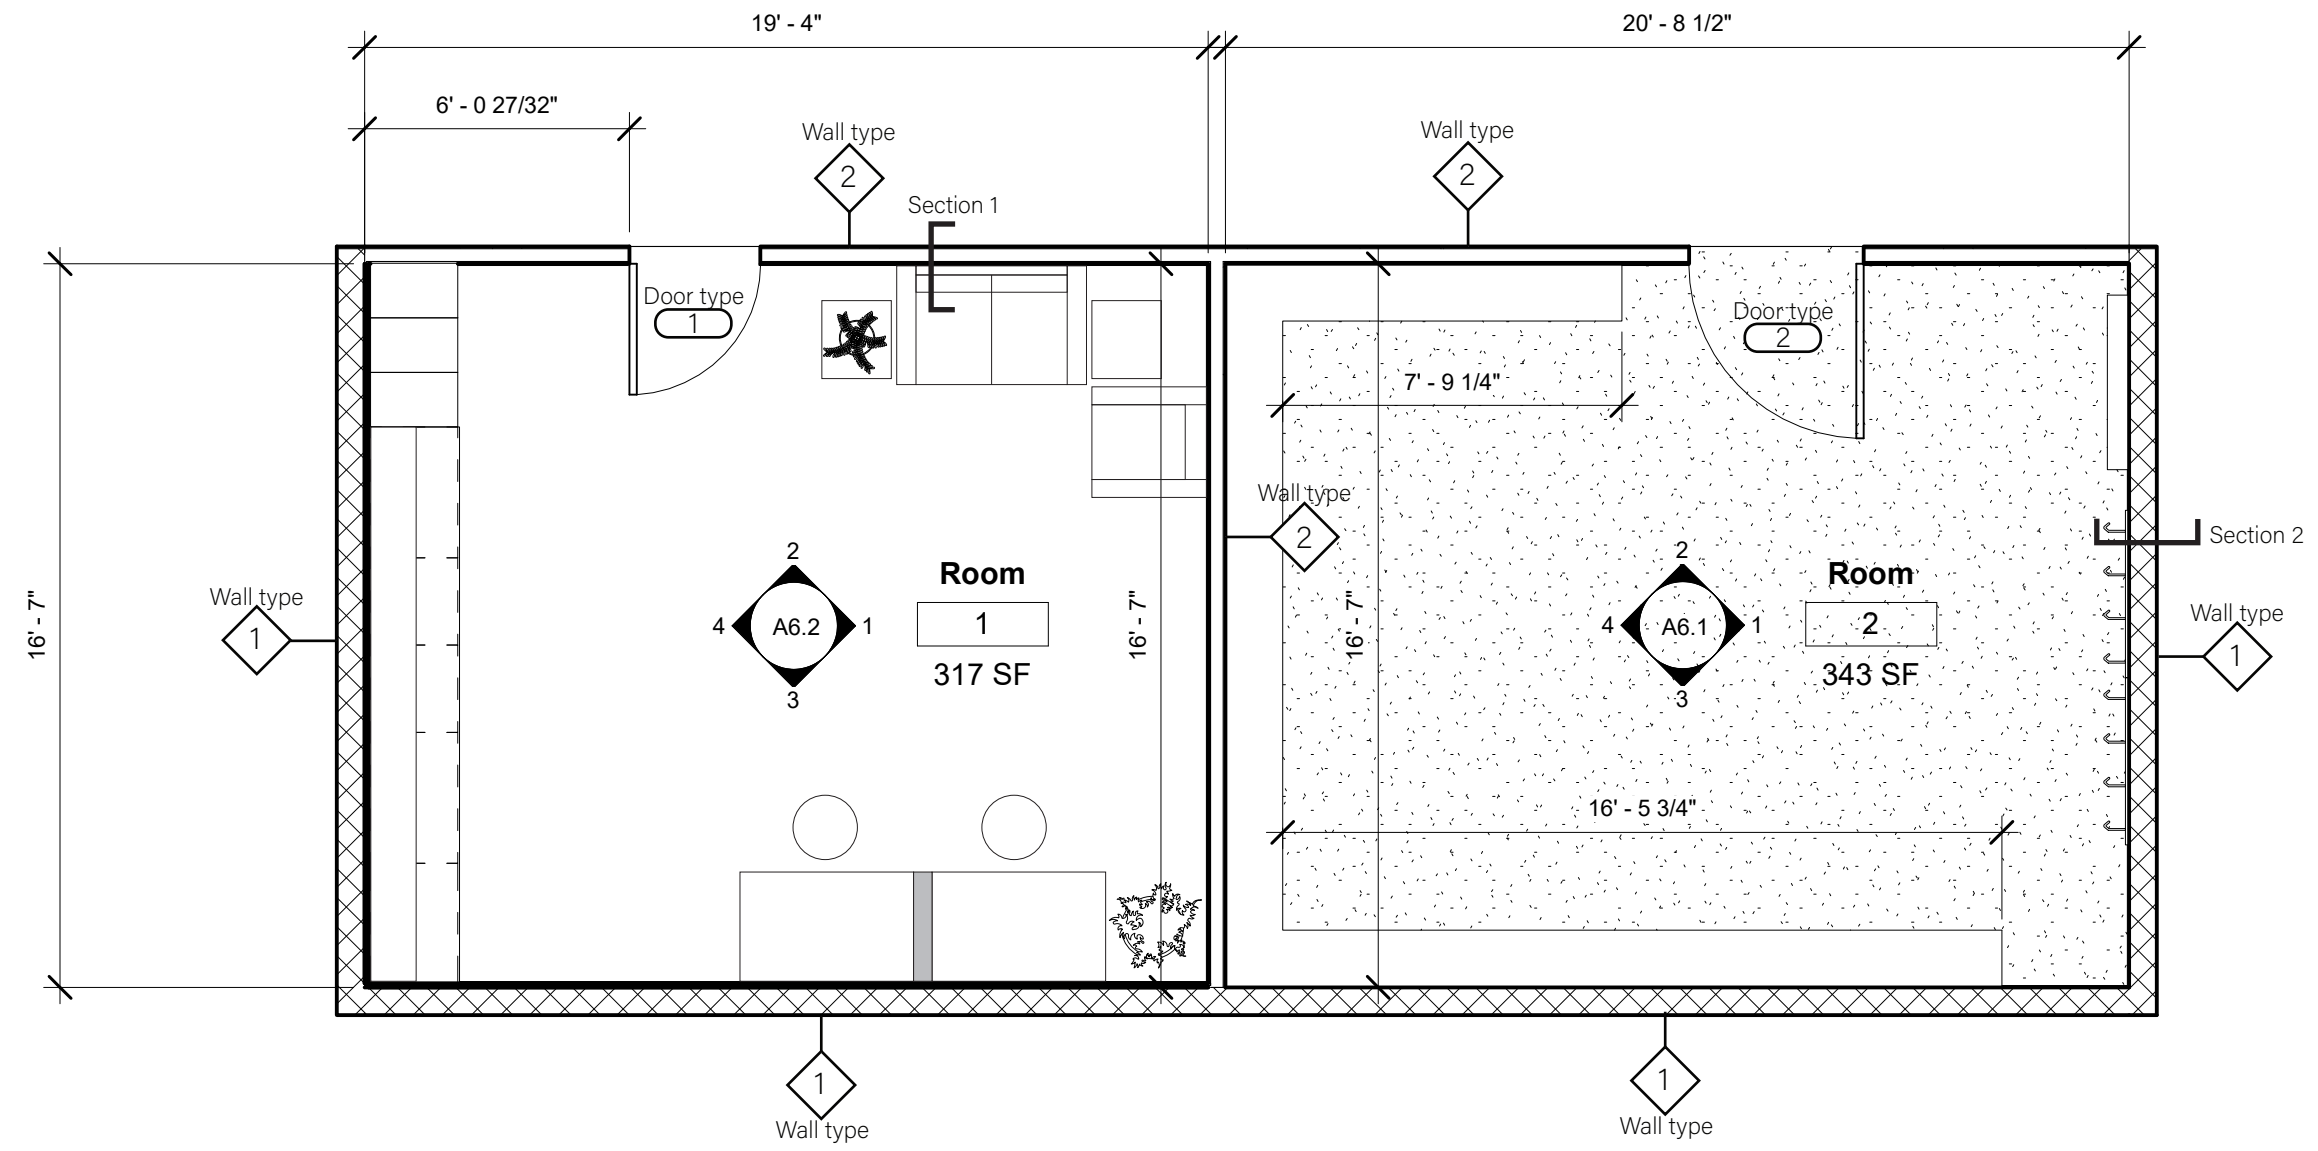 19' - 4"
20' - 8 1/2"
6' - 0 27/32"
Wall type
2
Wall type
2
Section 1
Door type
1
Door type
2
7' - 9 1/4"
Wall type
2
Section 2
16' - 7"
Wall type
1
2
4 A6.2 1
3
Room
1
317 SF
16' - 7"
16' - 7"
2
4 A6.1 1
3
Room
2
343 SF
Wall type
1
16' - 5 3/4"
1
Wall type
1
Wall type